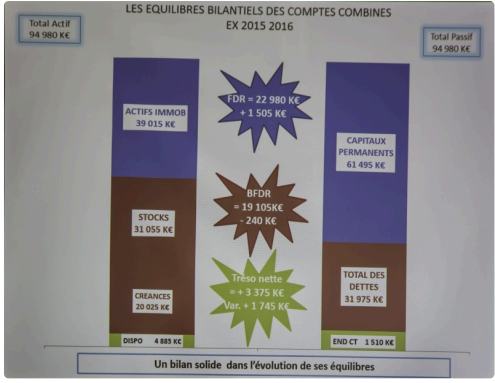 LES EQUILIBRES BILANTIELS DES COMPTES COMBINES
EX 2015 2016
Total Actif
94 980 K€
Total Passif
94 980 K€
ACTIFS IMMOB
39 015 K€
FDR = 22 980 K€
+ 1 505 K€
CAPITAUX
PERMANENTS
61 495 K€
STOCKS
31 055 K€
BFDR
= 19 105K€
- 240 K€
CREANCES
20 025 K€
Tréso nette
= + 3 375 K€
Var. + 1 745 K€
TOTAL DES
DETTES
31 975 K€
DISPO 4 885 K€
END CT 1 510 K€
Un bilan solide dans l'évolution de ses équilibres